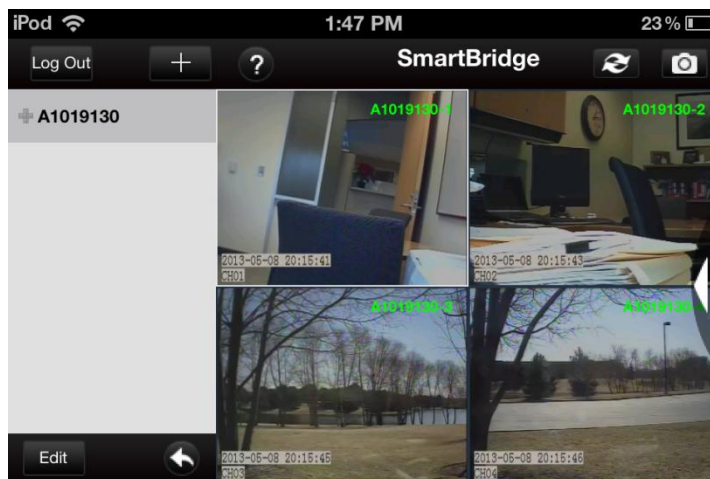 iPod 1:47 PM 23%
Log Out + ? SmartBridge
A1019130
A1019130-1
A1019130-2
2013-05-08 20:15:41
CH01
2013-05-08 20:15:43
CH02
A1019130-3
2013-05-08 20:15:45
CH03
2013-05-08 20:15:46
CH04
Edit